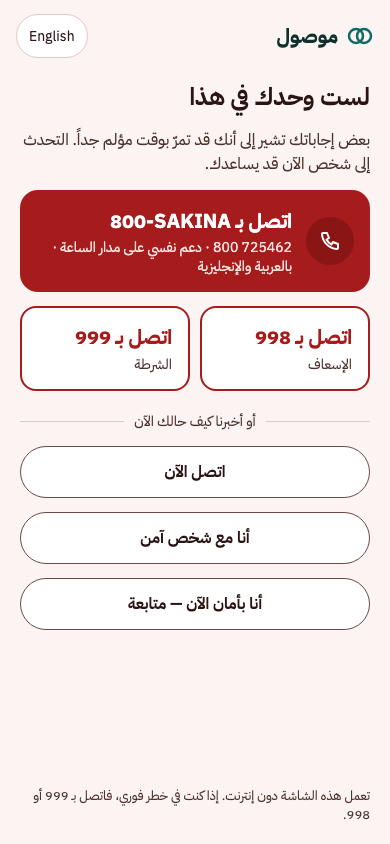 موصول
English
لست وحدك في هذا
بعض إجاباتك تشير إلى أنك قد تمرّ بوقت مؤلم جداً. التحدث
إلى شخص الآن قد يساعدك.
اتصل بـ 800-SAKINA
800 725462 · دعم نفسي على مدار الساعة ·
بالعربية والإنجليزية
اتصل بـ 998
الإسعاف
اتصل بـ 999
الشرطة
أو أخبرنا كيف حالك الآن
اتصل الآن
أنا مع شخص آمن
أنا بأمان الآن — متابعة
تعمل هذه الشاشة دون إنترنت. إذا كنت في خطر فوري، فاتصل بـ 999 أو
998.